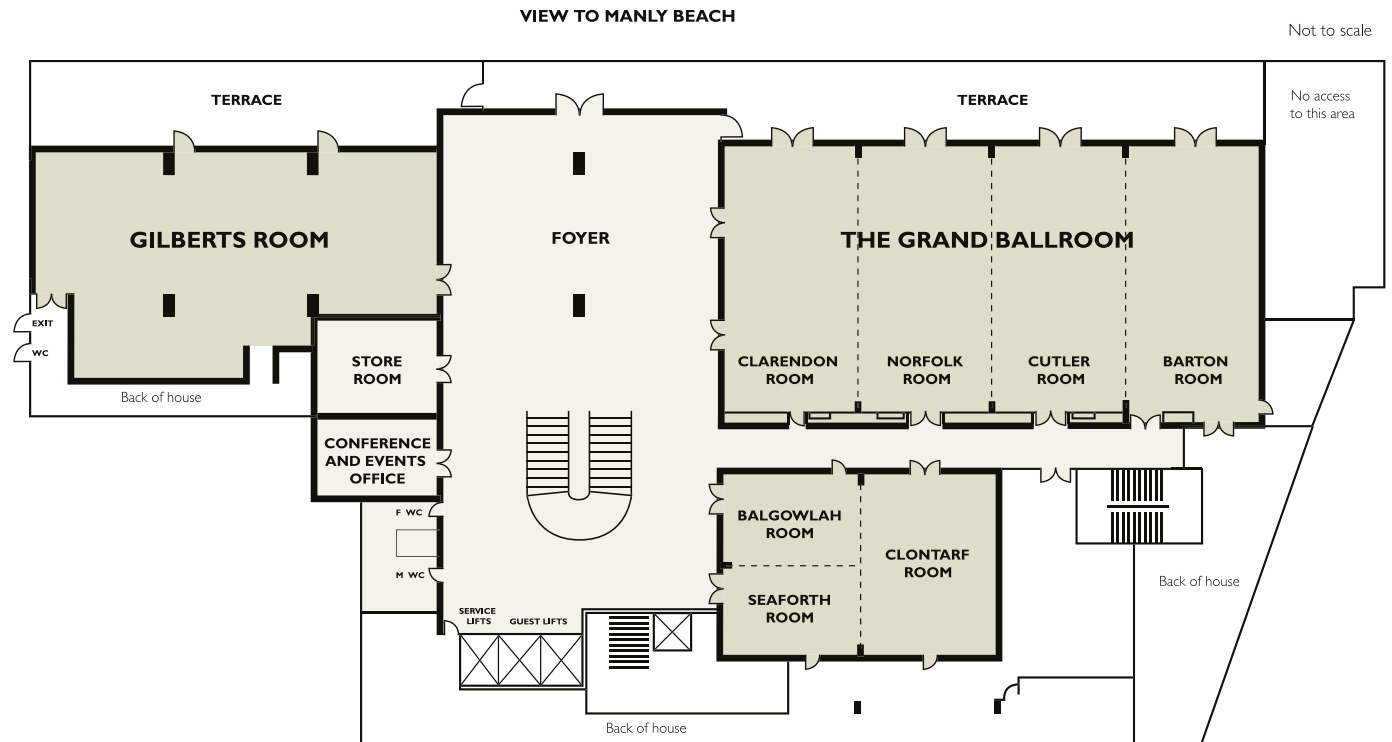 VIEW TO MANLY BEACH
Not to scale
TERRACE
TERRACE
No access
to this area
GILBERTS ROOM
FOYER
THE GRAND BALLROOM
EXIT
WC
STORE
ROOM
CLARENDON
ROOM
NORFOLK
ROOM
CUTLER
ROOM
BARTON
ROOM
Back of house
CONFERENCE
AND EVENTS
OFFICE
F WC
M WC
BALGOWLAH
ROOM
CLONTARF
ROOM
SEAFORTH
ROOM
Back of house
SERVICE
LIFTS
GUEST LIFTS
Back of house